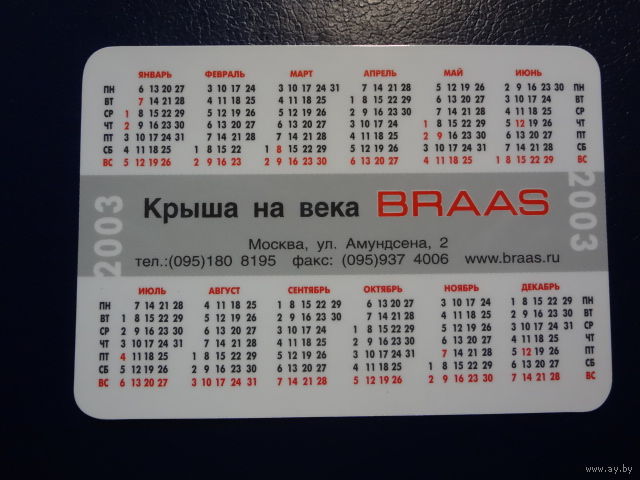 ЯНВАРЬ ФЕВРАЛЬ МАРТ АПРЕЛЬ МАЙ ИЮНЬ
ПН 6 13 20 27 3 10 17 24 3 10 17 24 31 7 14 21 28 5 12 19 26 2 9 16 23 30 ПН
ВТ 7 14 21 28 4 11 18 25 4 11 18 25 1 8 15 22 29 6 13 20 27 3 10 17 24 ВТ
СР 1 8 15 22 29 5 12 19 26 5 12 19 26 2 9 16 23 30 7 14 21 28 4 11 18 25 СР
ЧТ 2 9 16 23 30 6 13 20 27 6 13 20 27 3 10 17 24 1 8 15 22 29 5 12 19 26 ЧТ
ПТ 3 10 17 24 31 7 14 21 28 7 14 21 28 4 11 18 25 2 9 16 23 30 6 13 20 27 ПТ
СБ 4 11 18 25 1 8 15 22 1 8 15 22 29 5 12 19 26 3 10 17 24 31 7 14 21 28 СБ
ВС 5 12 19 26 2 9 16 23 2 9 16 23 30 6 13 20 27 4 11 18 25 1 8 15 22 29 ВС
2003
Крыша на века BRAAS
Москва, ул. Амундсена, 2
тел.:(095)180 8195 факс: (095)937 4006 www.braas.ru
2003
ИЮЛЬ АВГУСТ СЕНТЯБРЬ ОКТЯБРЬ НОЯБРЬ ДЕКАБРЬ
ПН 7 14 21 28 4 11 18 25 1 8 15 22 29 6 13 20 27 3 10 17 24 1 8 15 22 29 ПН
ВТ 1 8 15 22 29 5 12 19 26 2 9 16 23 30 7 14 21 28 4 11 18 25 2 9 16 23 30 ВТ
СР 2 9 16 23 30 6 13 20 27 3 10 17 24 1 8 15 22 29 5 12 19 26 3 10 17 24 31 СР
ЧТ 3 10 17 24 31 7 14 21 28 4 11 18 25 2 9 16 23 30 6 13 20 27 4 11 18 25 ЧТ
ПТ 4 11 18 25 1 8 15 22 29 5 12 19 26 3 10 17 24 31 7 14 21 28 5 12 19 26 ПТ
СБ 5 12 19 26 2 9 16 23 30 6 13 20 27 4 11 18 25 1 8 15 22 29 6 13 20 27 СБ
ВС 6 13 20 27 3 10 17 24 31 7 14 21 28 5 12 19 26 2 9 16 23 30 7 14 21 28 ВС
www.ay.by